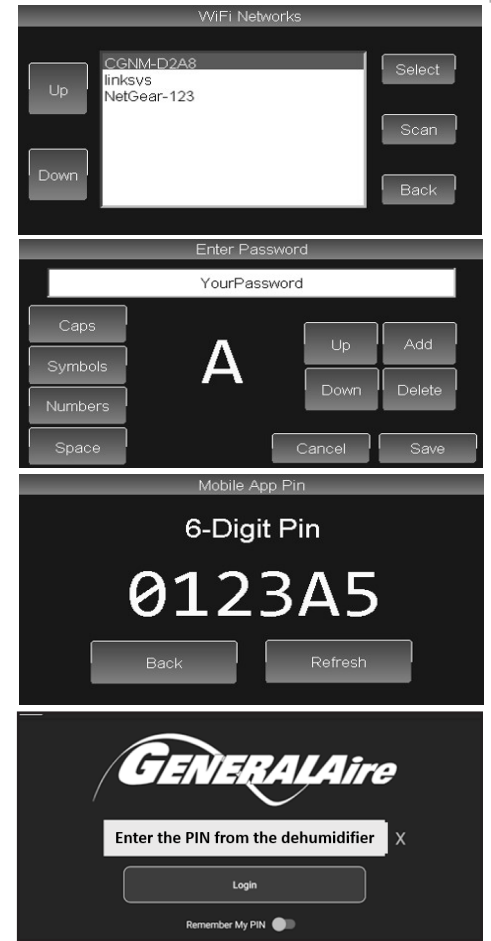 WiFi Networks
Up
Down
CGNM-D2A8
linksys
NetGear-123
Select
Scan
Back
Enter Password
YourPassword
Caps
Symbols
Numbers
Space
A
Up
Add
Down
Delete
Cancel
Save
Mobile App Pin
6-Digit Pin
0123A5
Back
Refresh
GENERALAire
Enter the PIN from the dehumidifier X
Login
Remember My PIN